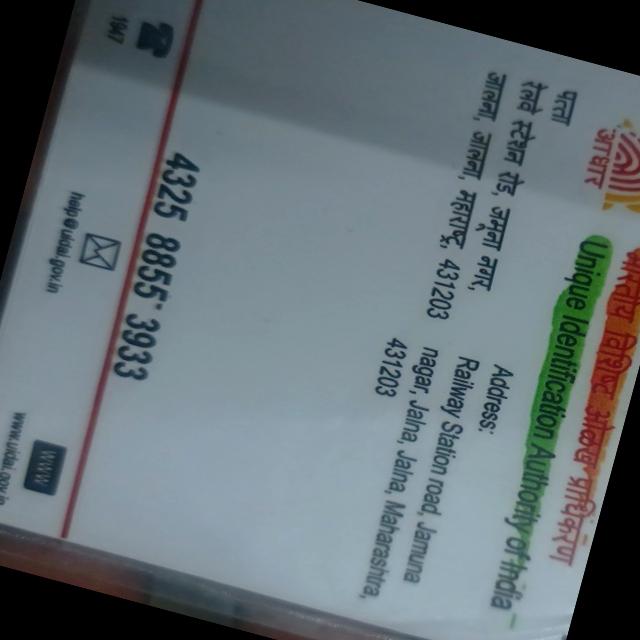 आधार
भारतीय विशिष्ट ओळख प्राधिकरण
Unique Identification Authority of India
पत्ता
रेल्वे स्टेशन रोड, जमुना नगर,
जालना, जालना, महाराष्ट्र, 431203
Address:
Railway Station road, Jamuna
nagar, Jalna, Jalna, Maharashtra,
431203
4325 8855 3933
1947
help@uidai.gov.in
www
www.uidai.gov.in